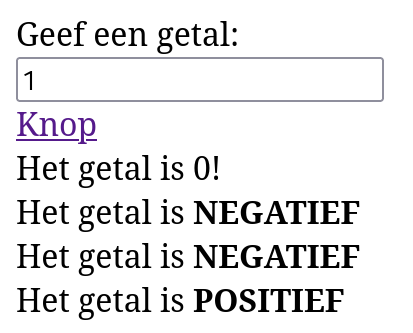 Geef een getal:
1
Knop
Het getal is 0!
Het getal is NEGATIEF
Het getal is NEGATIEF
Het getal is POSITIEF